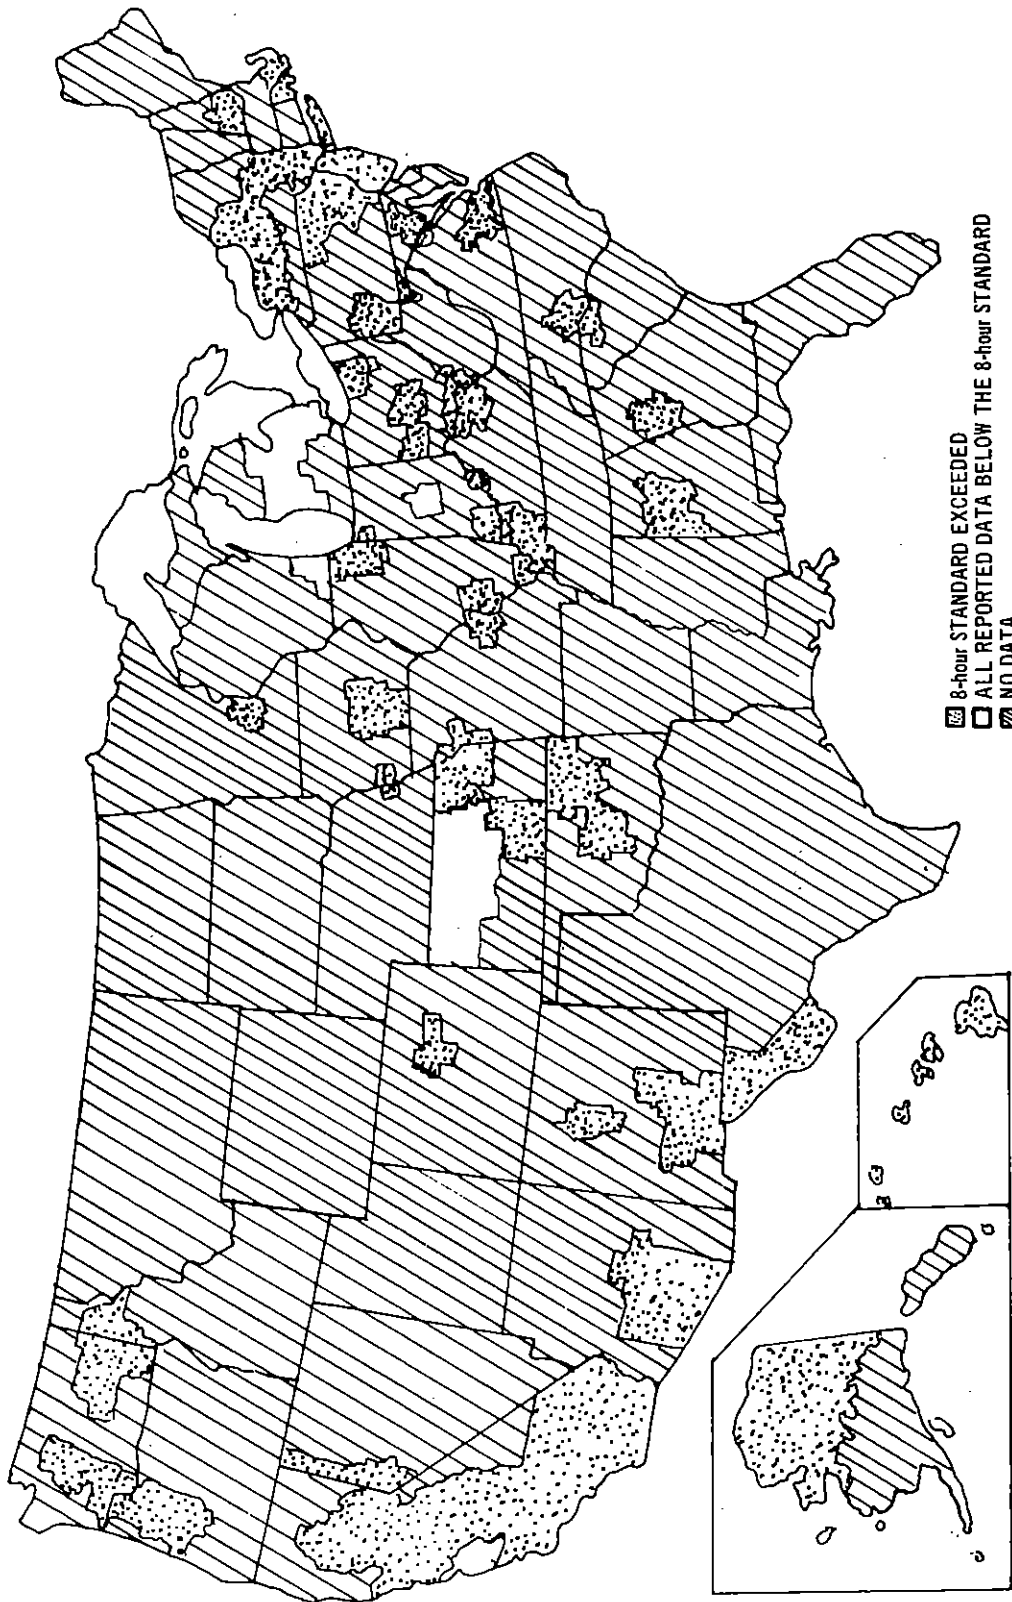 8-hour STANDARD EXCEEDED
ALL REPORTED DATA BELOW THE 8-hour STANDARD
NO DATA